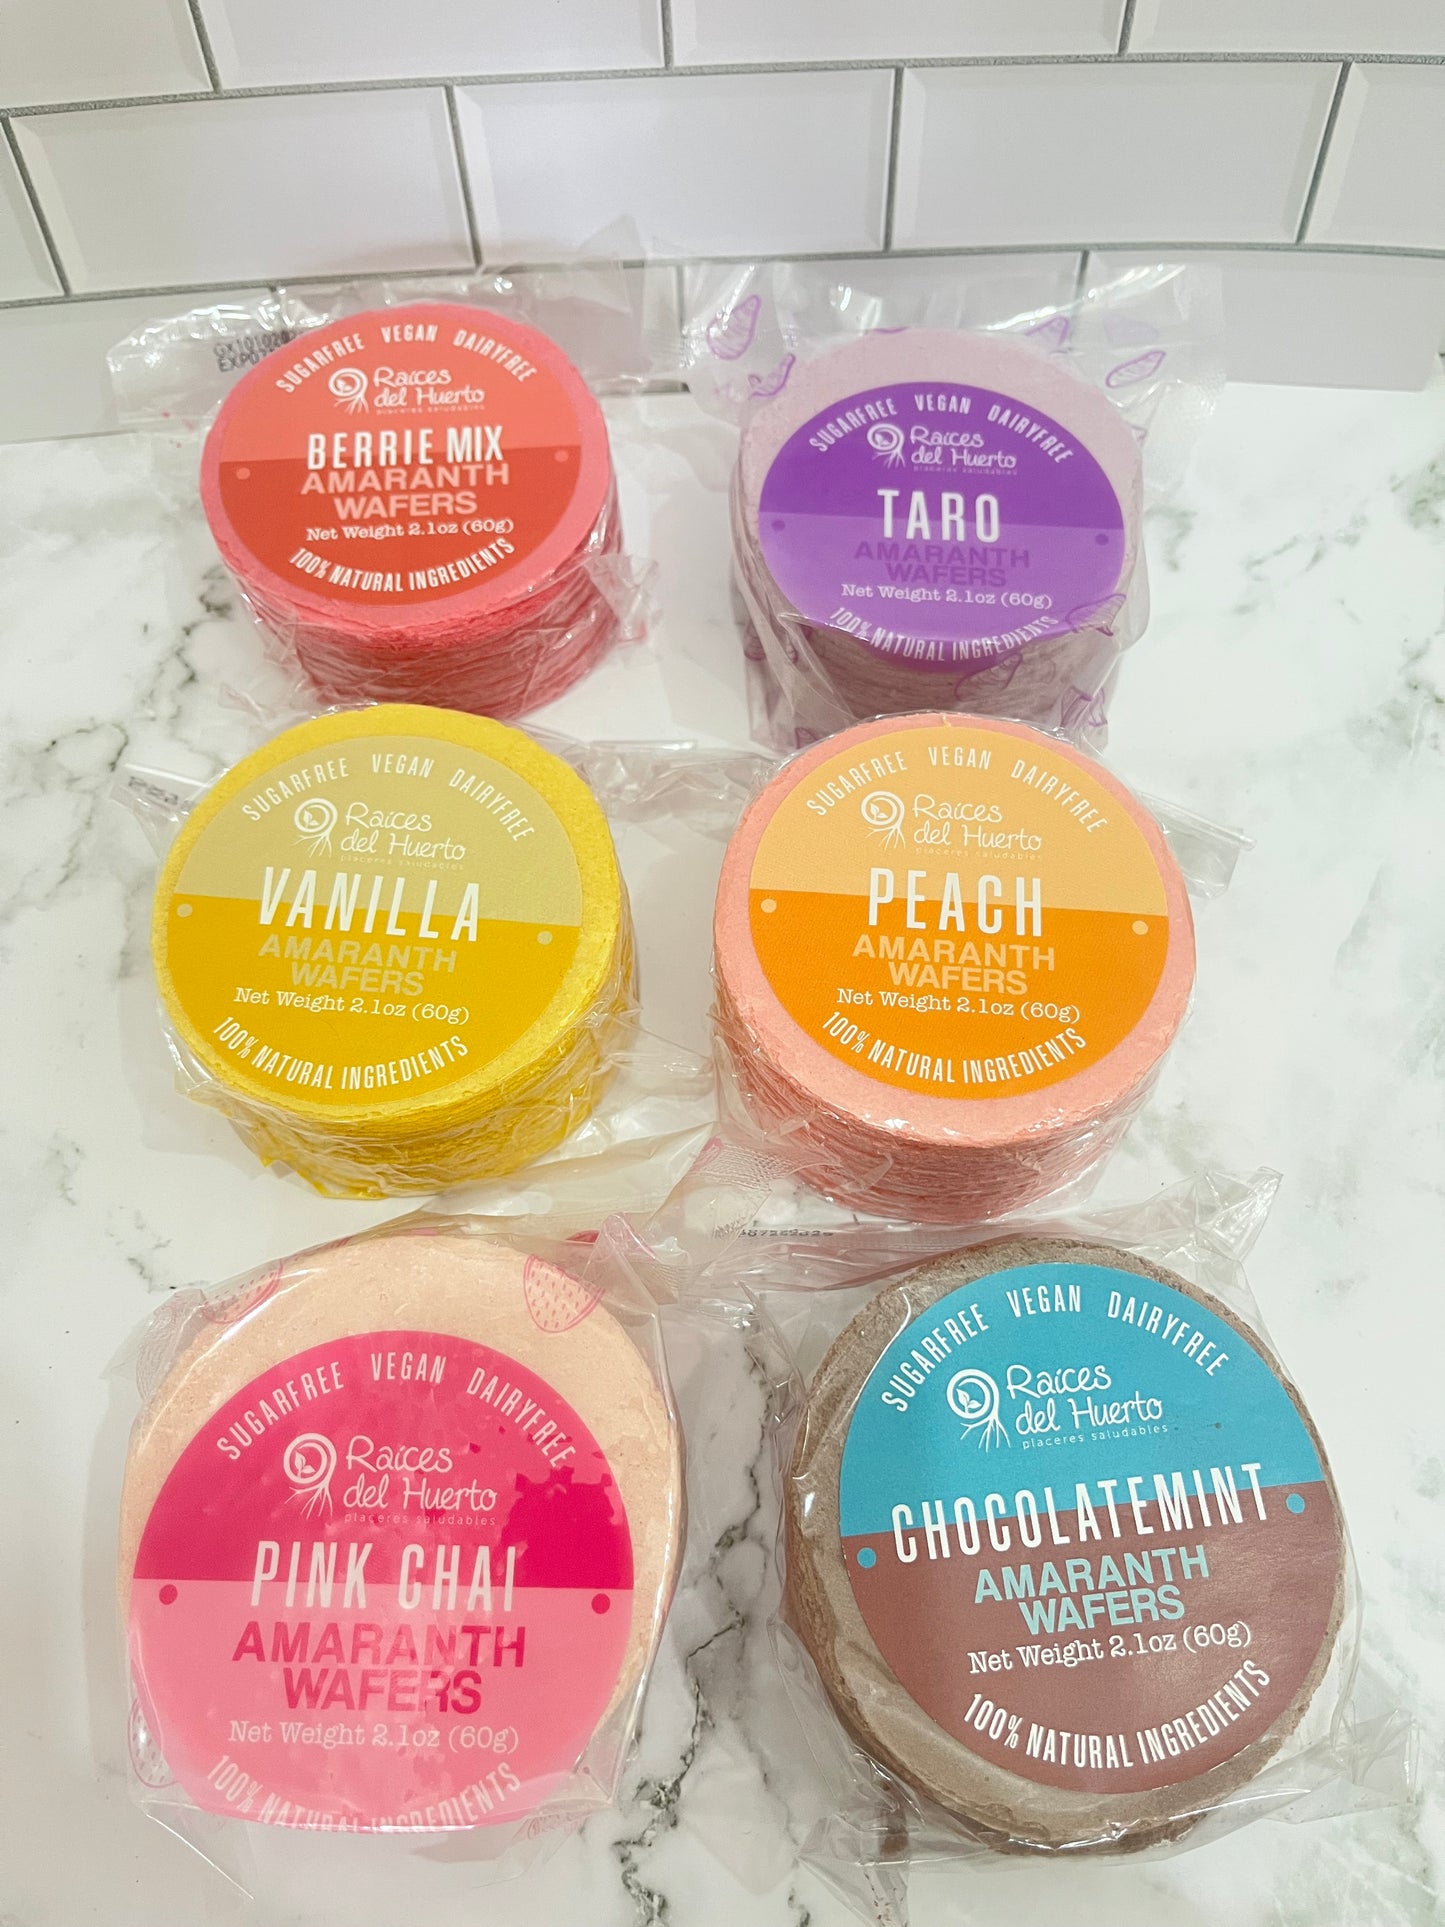 SUGARFREE VEGAN DAIRYFREE
Raíces
del Huerto
placeres saludables
BERRIE MIX
AMARANTH
WAFERS
Net Weight 2.1oz (60g)
100% NATURAL INGREDIENTS
SUGARFREE VEGAN DAIRYFREE
Raíces
del Huerto
placeres saludables
TARO
AMARANTH
WAFERS
Net Weight 2.1oz (60g)
100% NATURAL INGREDIENTS
SUGARFREE VEGAN DAIRYFREE
Raíces
del Huerto
placeres saludables
VANILLA
AMARANTH
WAFERS
Net Weight 2.1oz (60g)
100% NATURAL INGREDIENTS
SUGARFREE VEGAN DAIRYFREE
Raíces
del Huerto
placeres saludables
PEACH
AMARANTH
WAFERS
Net Weight 2.1oz (60g)
100% NATURAL INGREDIENTS
SUGARFREE VEGAN DAIRYFREE
Raíces
del Huerto
placeres saludables
PINK CHAI
AMARANTH
WAFERS
Net Weight 2.1oz (60g)
100% NATURAL INGREDIENTS
SUGARFREE VEGAN DAIRYFREE
Raíces
del Huerto
placeres saludables
CHOCOLATEMINT
AMARANTH
WAFERS
Net Weight 2.1oz (60g)
100% NATURAL INGREDIENTS